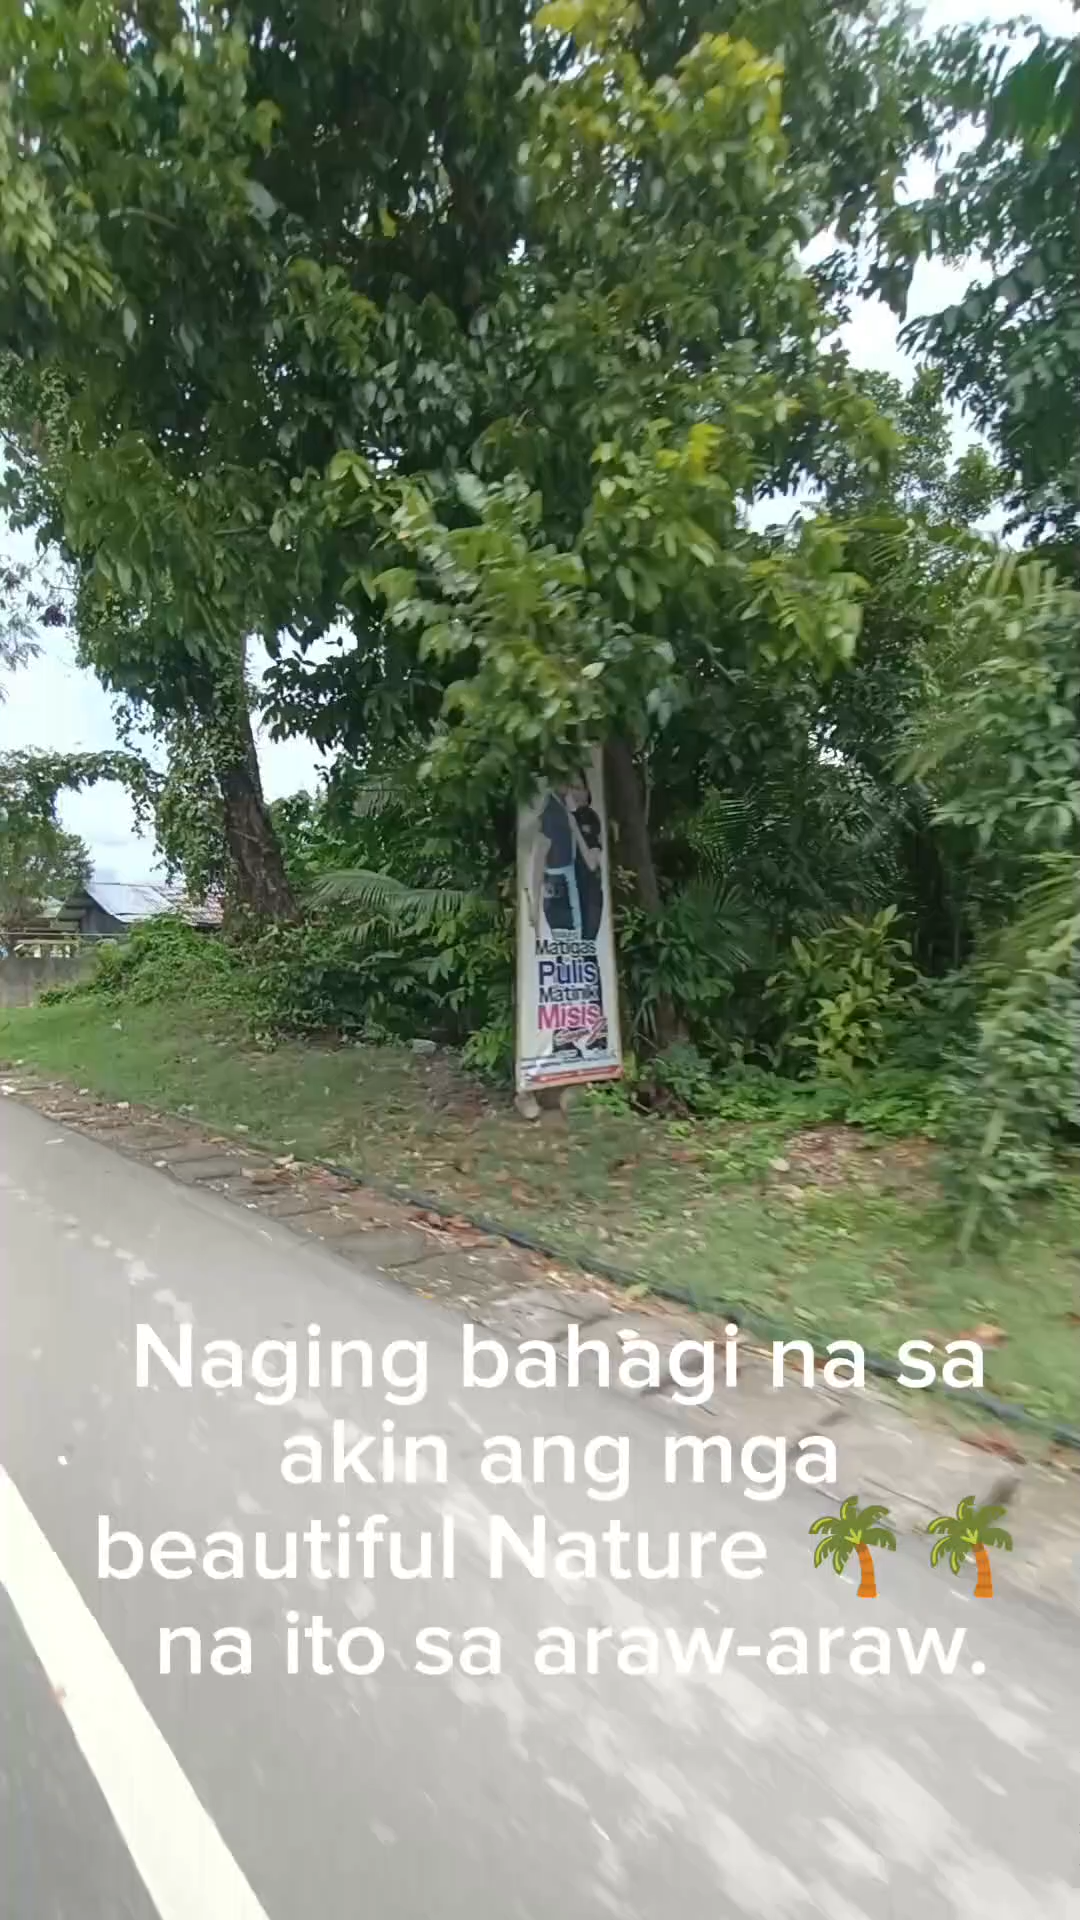 Matigas
Pulis
Matinik
Misis
Naging bahagi na sa
akin ang mga
beautiful Nature 🌴 🌴
na ito sa araw-araw.